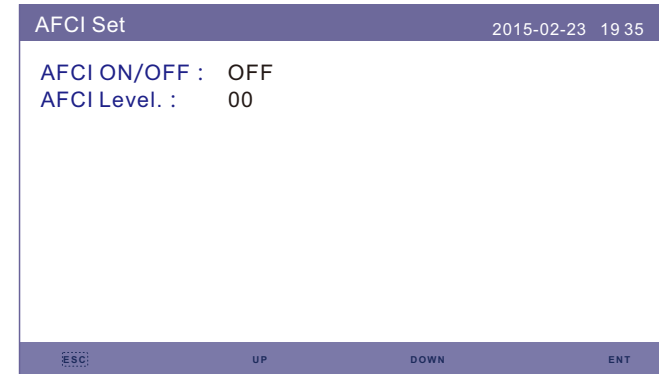 AFCI Set 2015-02-23 19 35
AFCI ON/OFF : OFF
AFCI Level. : 00
ESC UP DOWN ENT